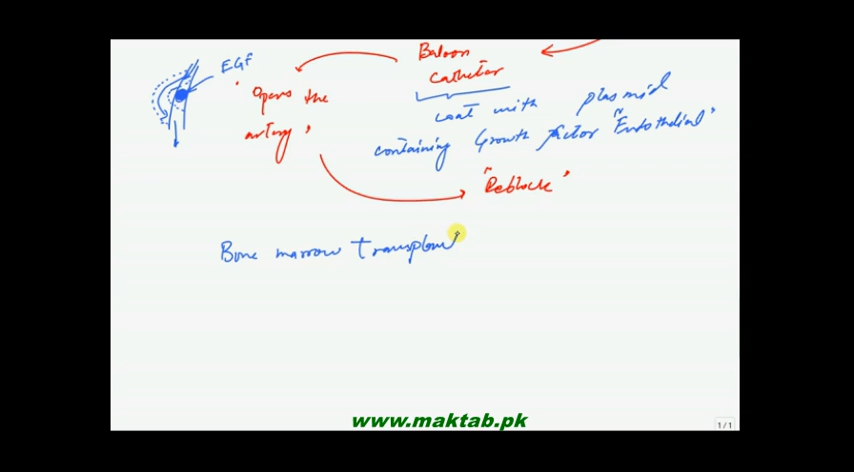 EGF
Baloon
catheter
"Opens the
artery"
coat with plasmid
containing Growth factor "Endothelial"
"Reblock"
Bone marrow transplan
www.maktab.pk
1/1